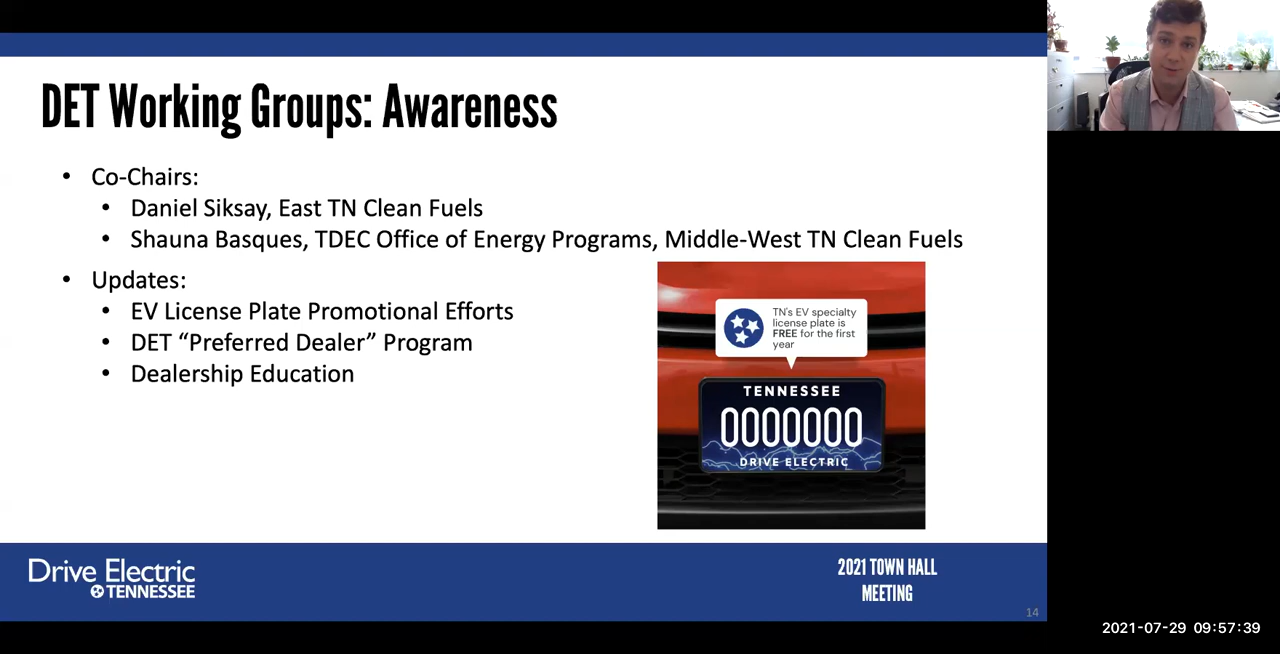 DET Working Groups: Awareness
• Co-Chairs:
• Daniel Siksay, East TN Clean Fuels
• Shauna Basques, TDEC Office of Energy Programs, Middle-West TN Clean Fuels
• Updates:
• EV License Plate Promotional Efforts
• DET “Preferred Dealer” Program
• Dealership Education
TN's EV specialty
license plate is
FREE for the first
year
TENNESSEE
0000000
DRIVE ELECTRIC
Drive Electric
TENNESSEE
2021 TOWN HALL
MEETING
14
2021-07-29 09:57:39